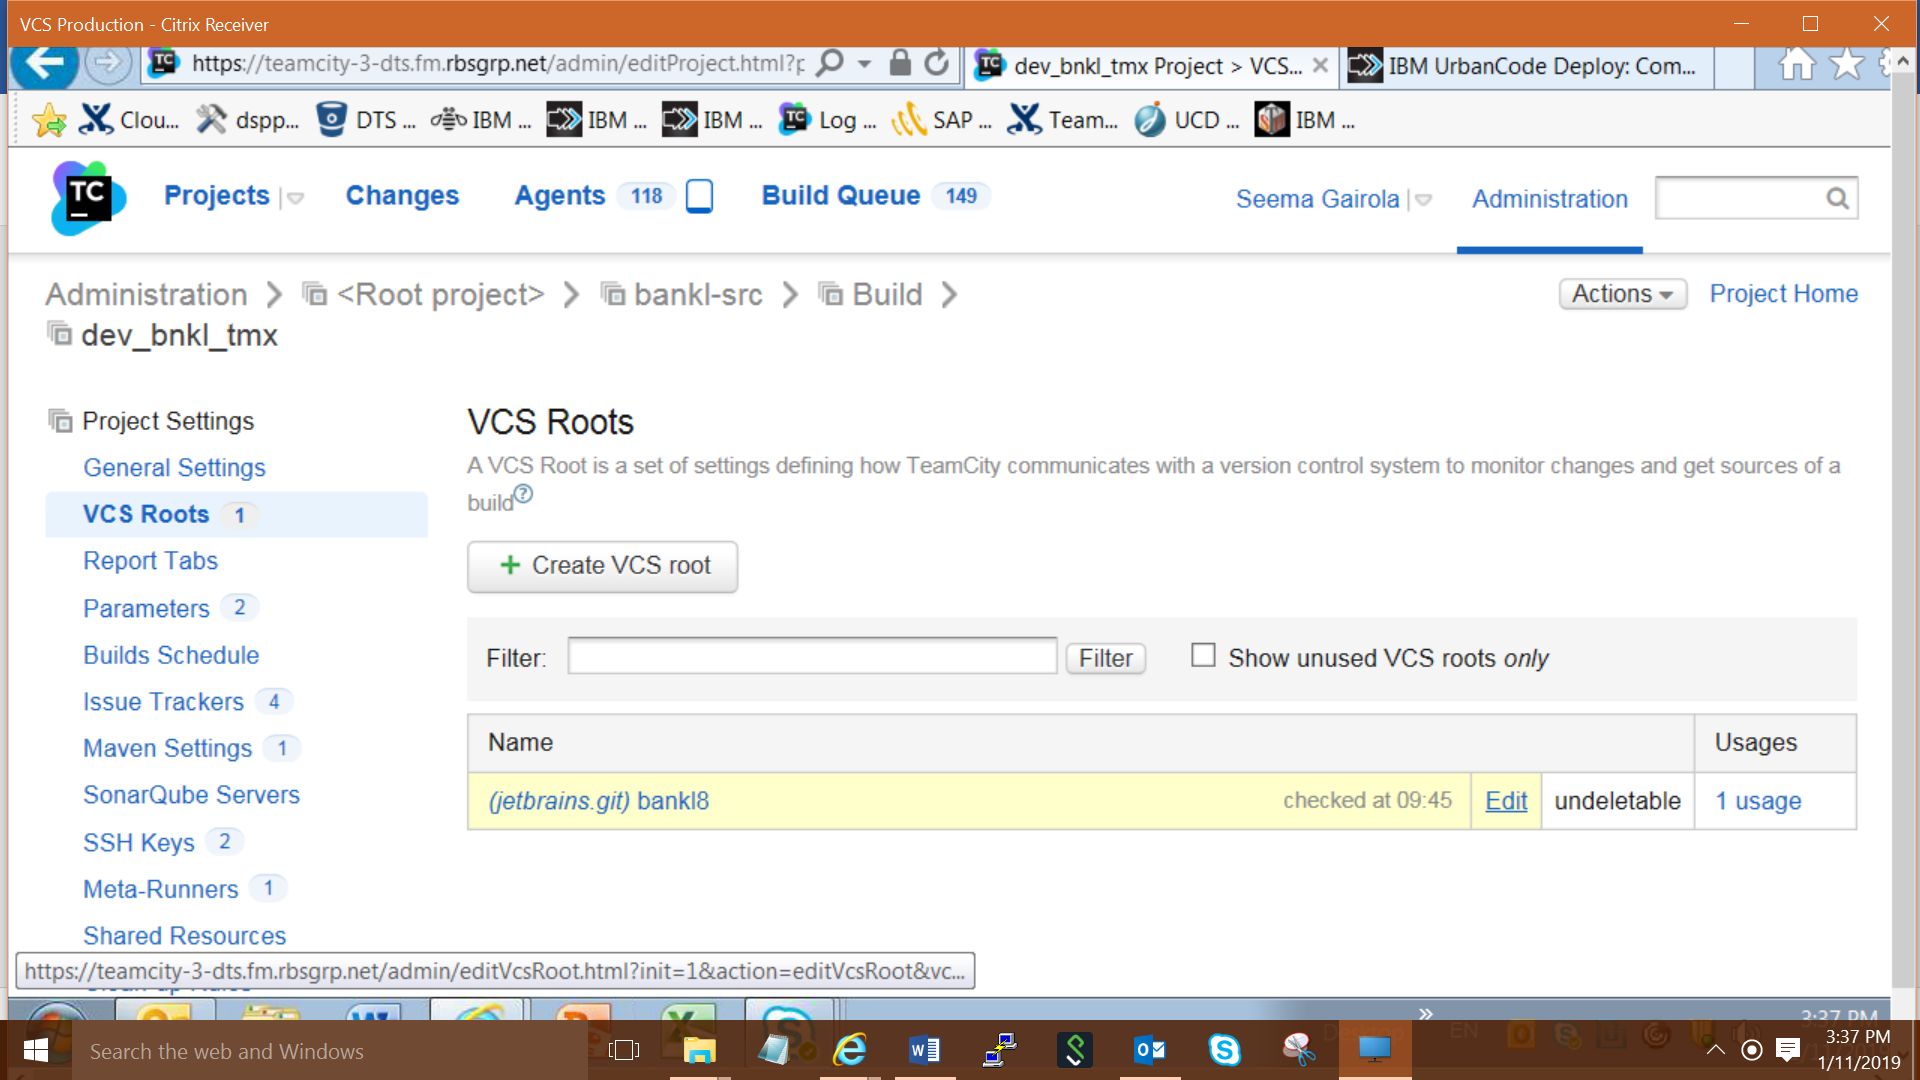 VCS Production - Citrix Receiver
https://teamcity-3-dts.fm.rbsgrp.net/admin/editProject.html?p
dev_bnkl_tmx Project > VCS...
IBM UrbanCode Deploy: Com...
Clou...
dspp...
DTS ...
IBM ...
IBM ...
IBM ...
Log ...
SAP ...
Team...
UCD ...
IBM ...
TC
Projects
Changes
Agents 118
Build Queue 149
Seema Gairola
Administration
Administration > <Root project> > bankl-src > Build >
dev_bnkl_tmx
Actions
Project Home
Project Settings
General Settings
VCS Roots 1
Report Tabs
Parameters 2
Builds Schedule
Issue Trackers 4
Maven Settings 1
SonarQube Servers
SSH Keys 2
Meta-Runners 1
Shared Resources
VCS Roots
A VCS Root is a set of settings defining how TeamCity communicates with a version control system to monitor changes and get sources of a
build?
+ Create VCS root
Filter:
Filter
Show unused VCS roots only
Name
Usages
(jetbrains.git) bankl8
checked at 09:45
Edit
undeletable
1 usage
https://teamcity-3-dts.fm.rbsgrp.net/admin/editVcsRoot.html?init=1&action=editVcsRoot&vc...
Search the web and Windows
Desktop
EN
3:37 PM
3:37 PM
1/11/2019